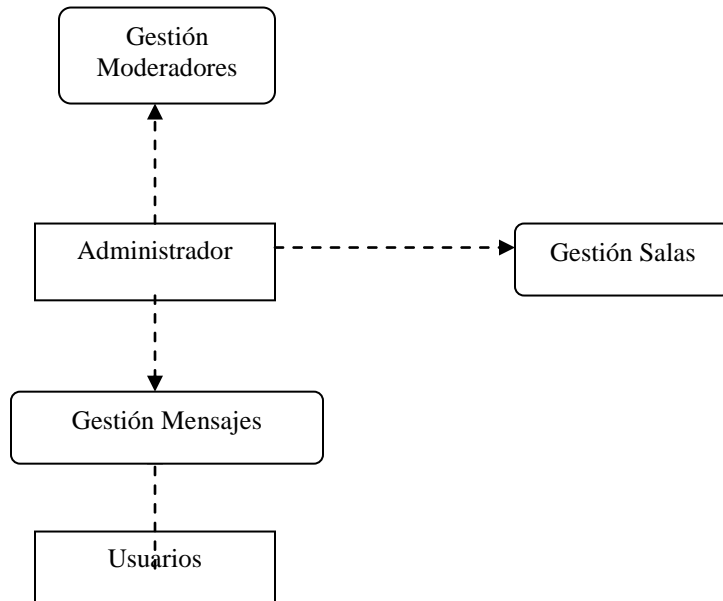 Gestión
Moderadores
Administrador
Gestión Salas
Gestión Mensajes
Usuarios